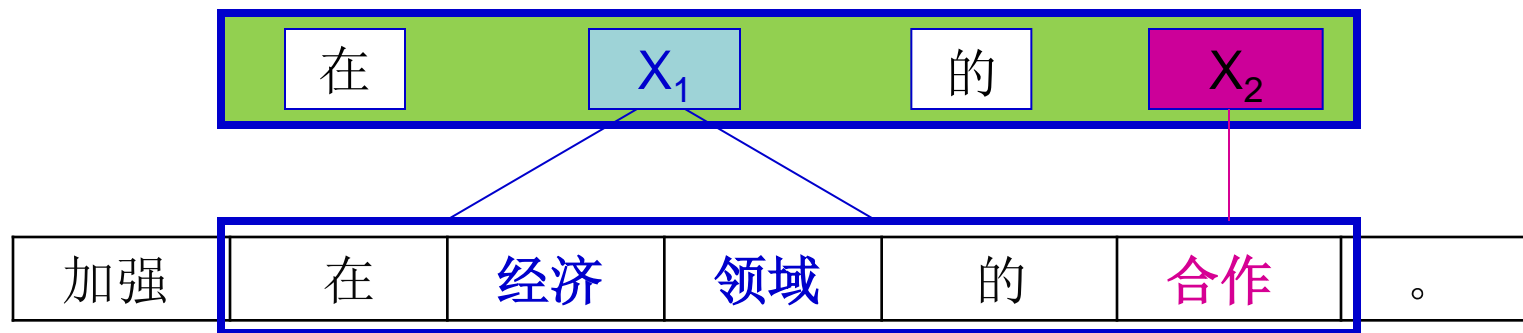 在 X₁ 的 X₂
加强 在 经济 领域 的 合作 。